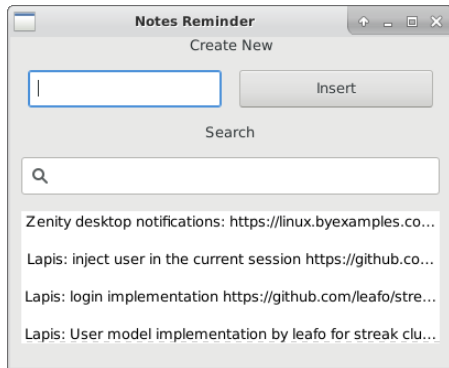 Notes Reminder
Create New
Insert
Search
Zenity desktop notifications: https://linux.byexamples.co...
Lapis: inject user in the current session https://github.co...
Lapis: login implementation https://github.com/leafo/stre...
Lapis: User model implementation by leafo for streak clu...